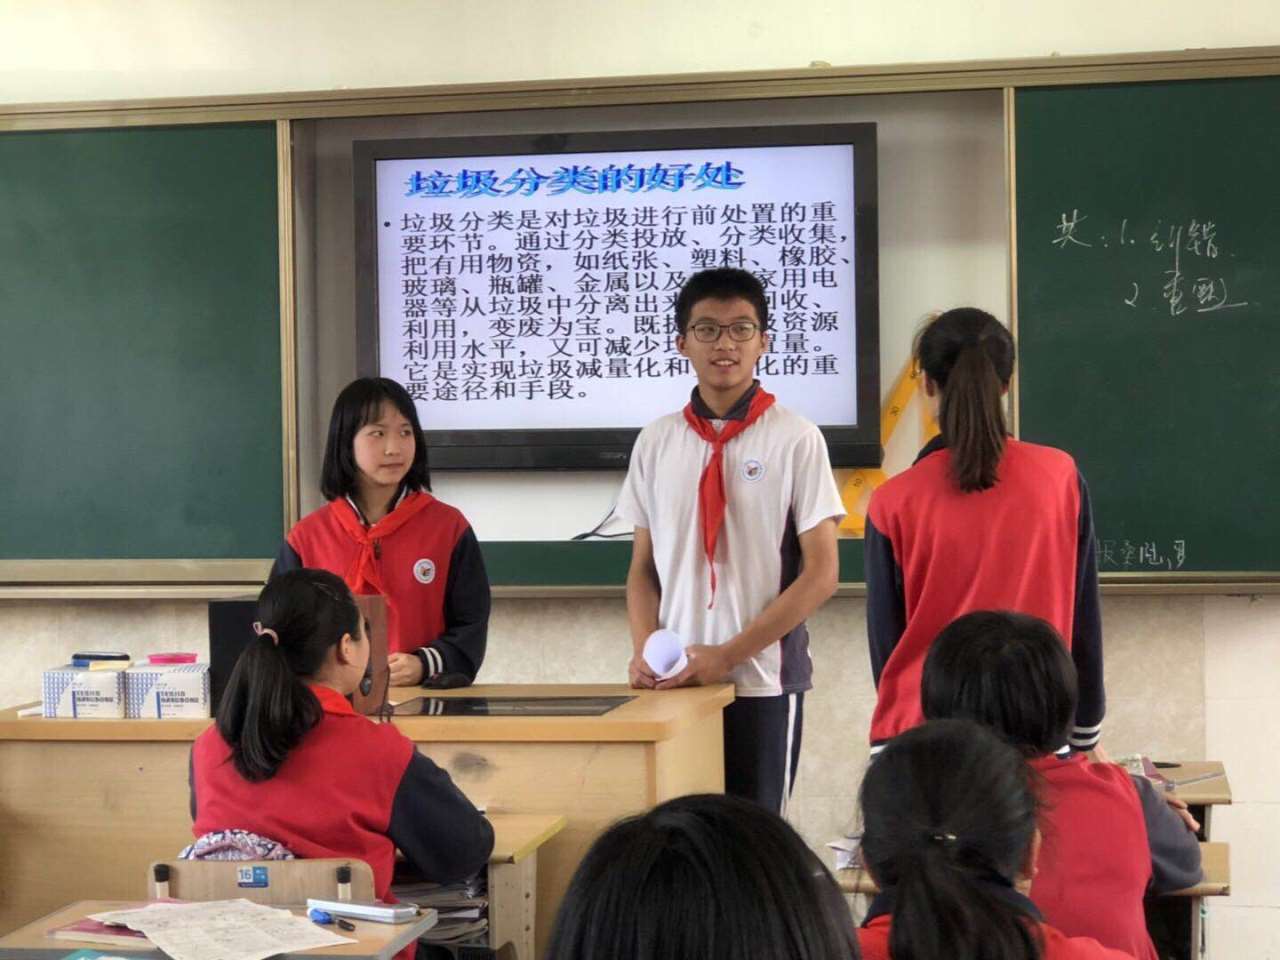 垃圾分类的好处
• 垃圾分类是对垃圾进行前处置的重
要环节。通过分类投放、分类收集，
把有用物资，如纸张、塑料、橡胶、
玻璃、瓶罐、金属以及 家用电
器等从垃圾中分离出来 回收、
利用，变废为宝。既提 圾资源
利用水平，又可减少垃 置量。
它是实现垃圾减量化和 化的重
要途径和手段。
共：1.
2.
16